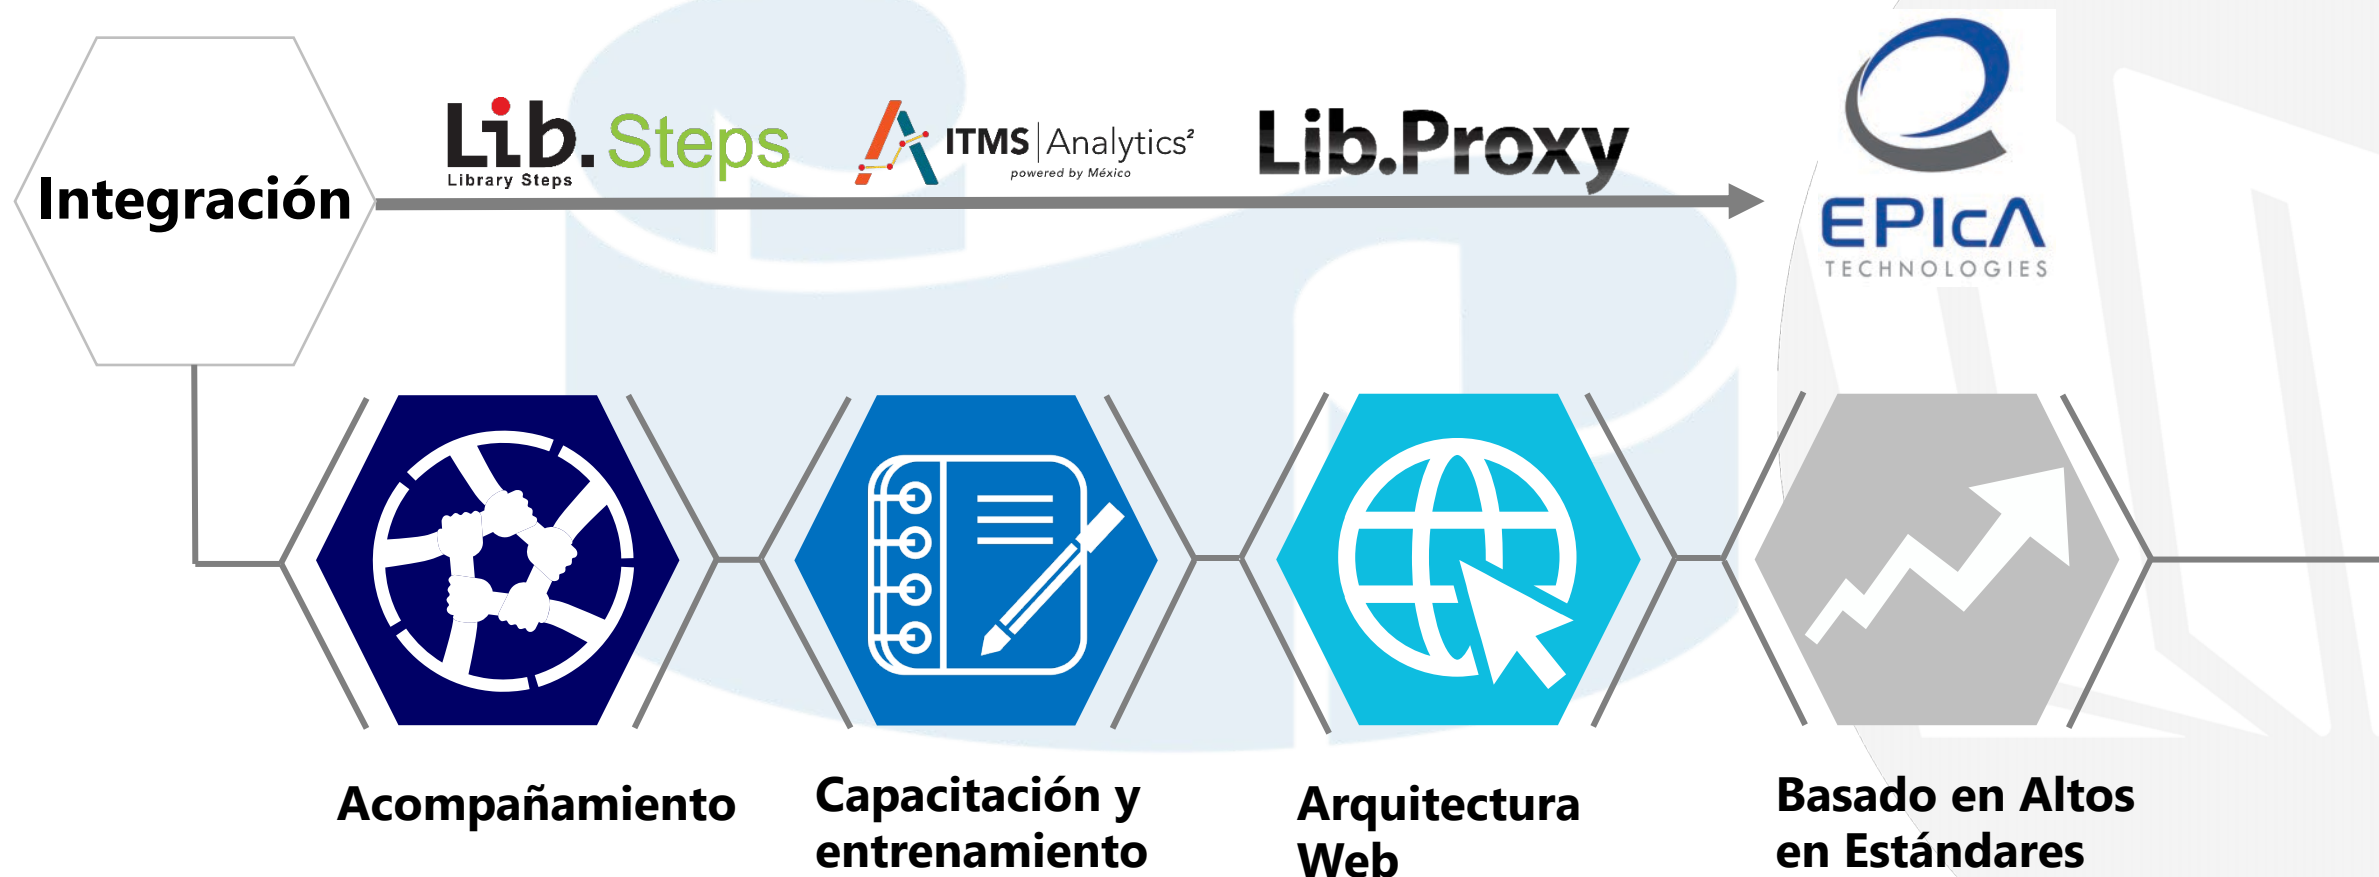 Integración
Lib.Steps
Library Steps
ITMS|Analytics²
powered by México
Lib.Proxy
EPIcA
TECHNOLOGIES
Acompañamiento
Capacitación y
entrenamiento
Arquitectura
Web
Basado en Altos
en Estándares